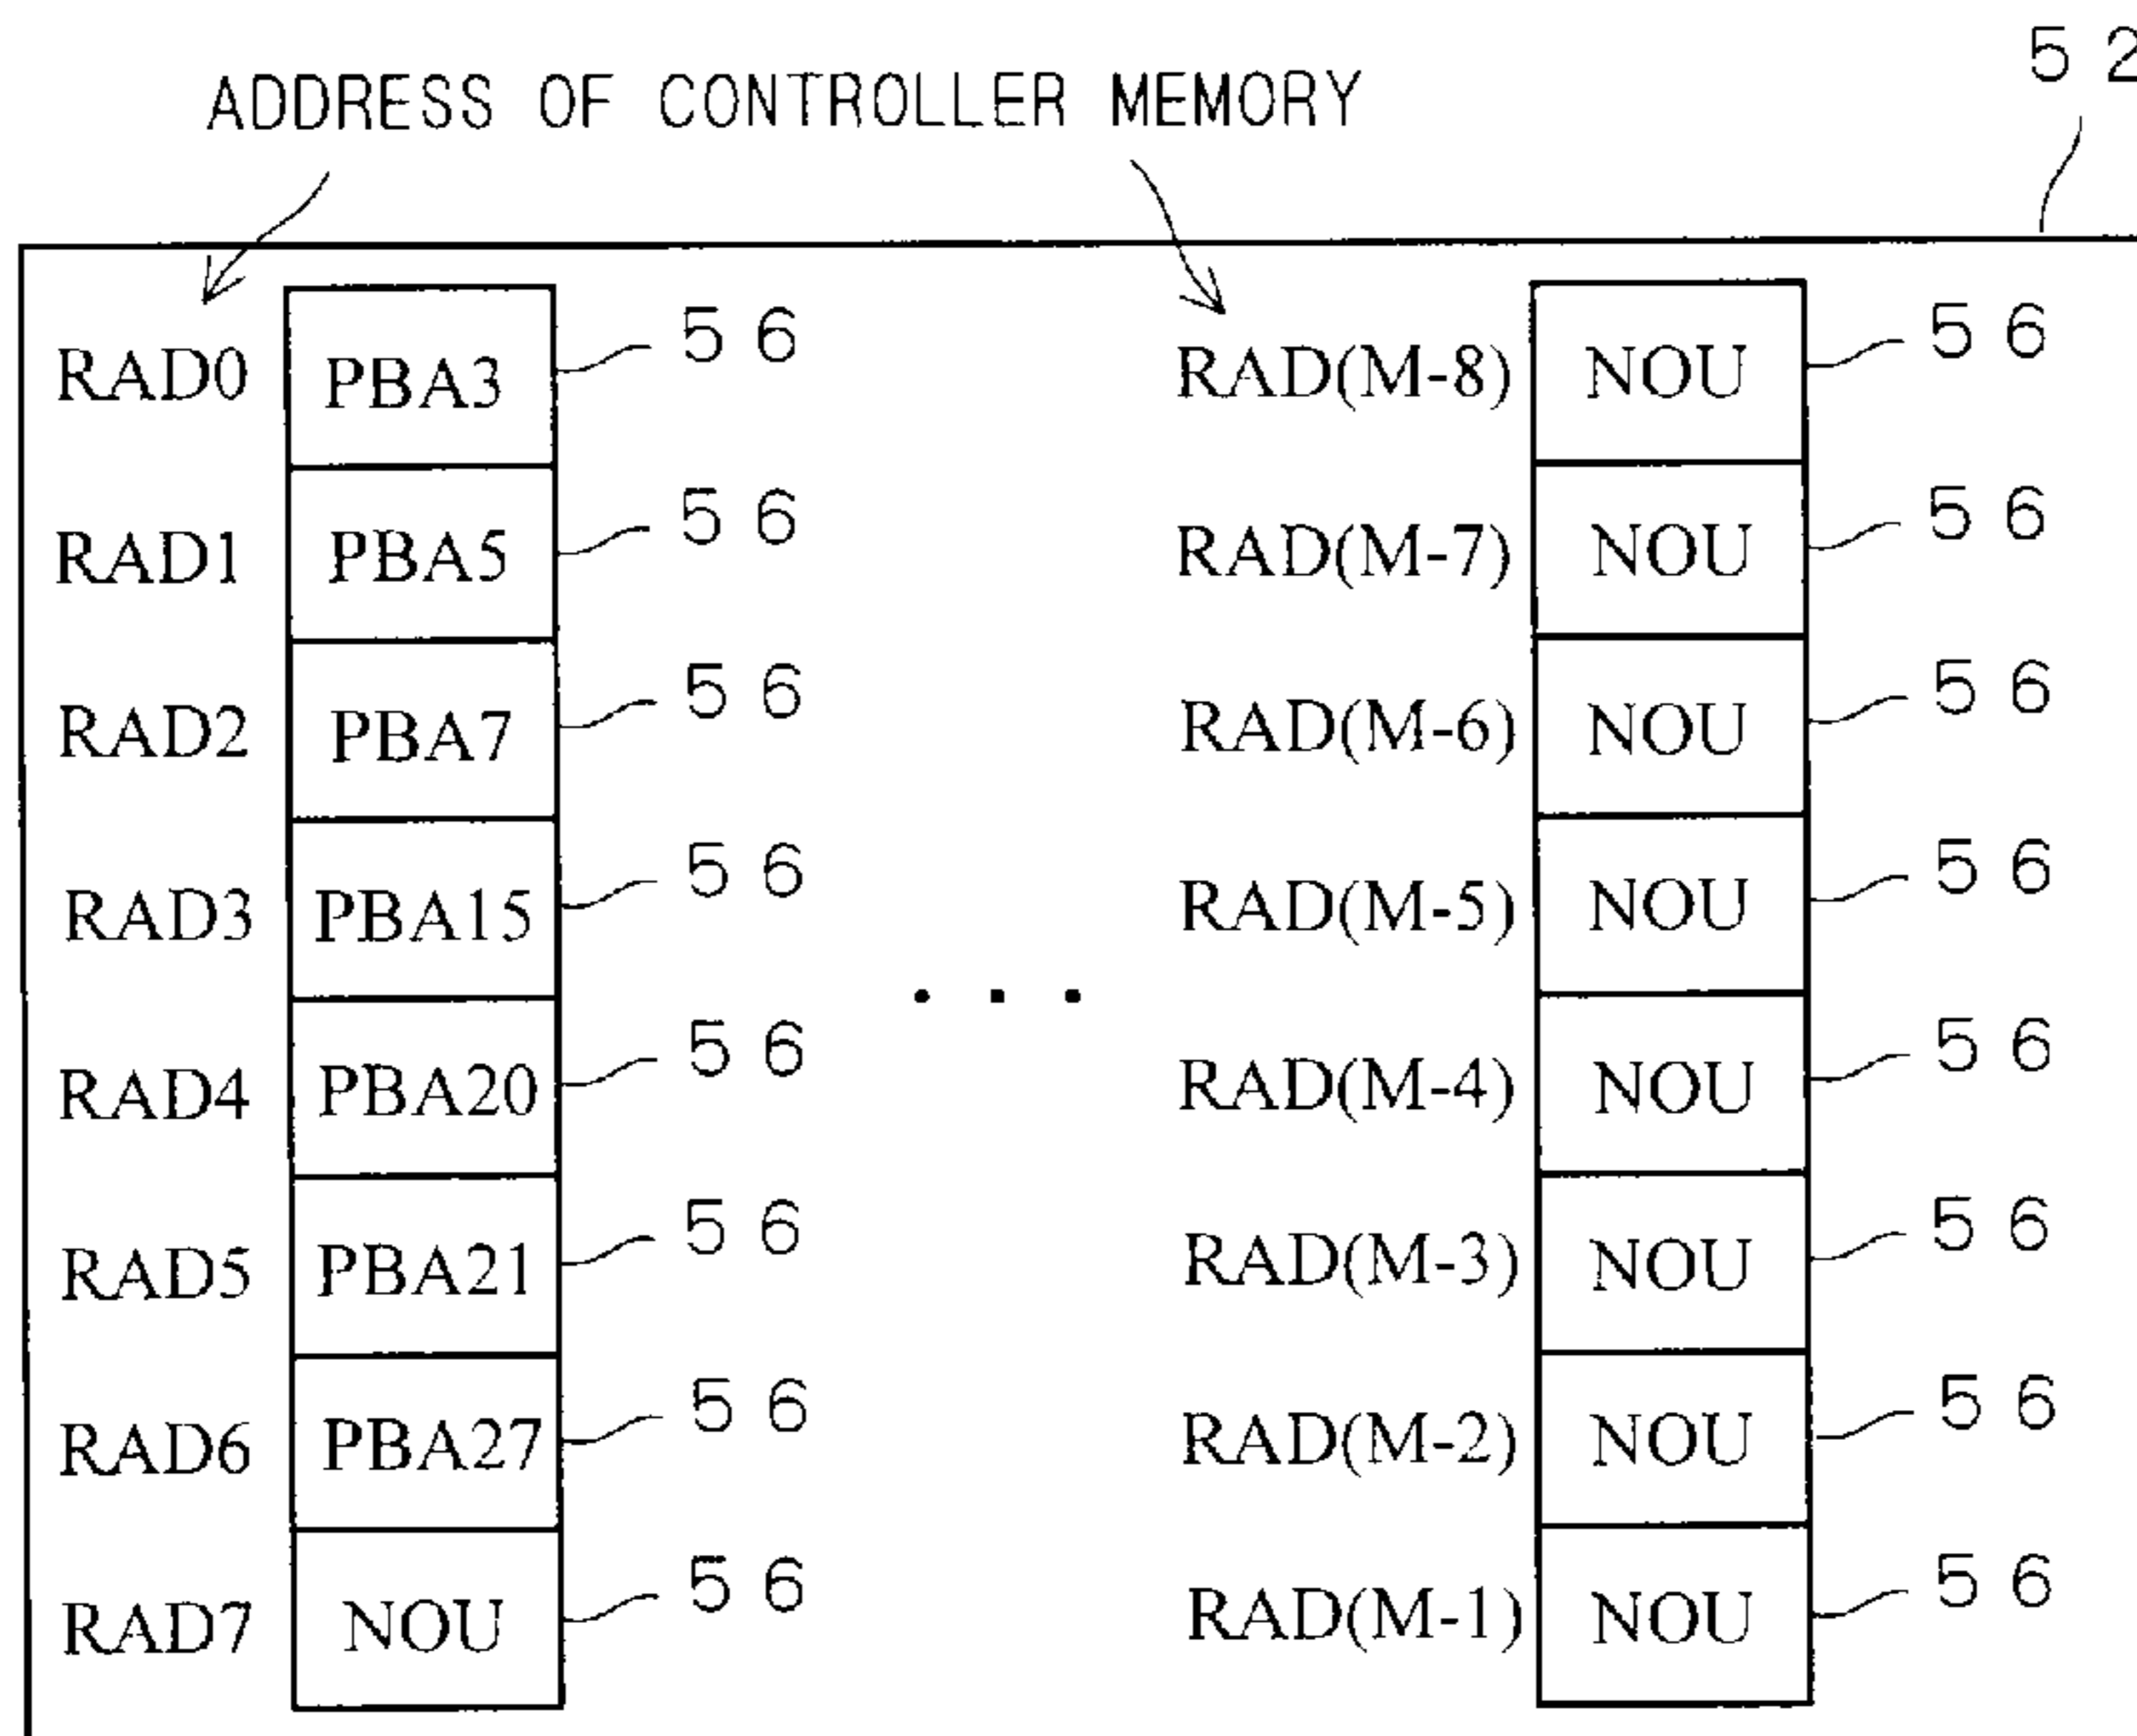 52
ADDRESS OF CONTROLLER MEMORY
RAD0 PBA3 56 RAD(M-8) NOU 56
RAD1 PBA5 56 RAD(M-7) NOU 56
RAD2 PBA7 56 RAD(M-6) NOU 56
RAD3 PBA15 56 RAD(M-5) NOU 56
. . .
RAD4 PBA20 56 RAD(M-4) NOU 56
RAD5 PBA21 56 RAD(M-3) NOU 56
RAD6 PBA27 56 RAD(M-2) NOU 56
RAD7 NOU 56 RAD(M-1) NOU 56